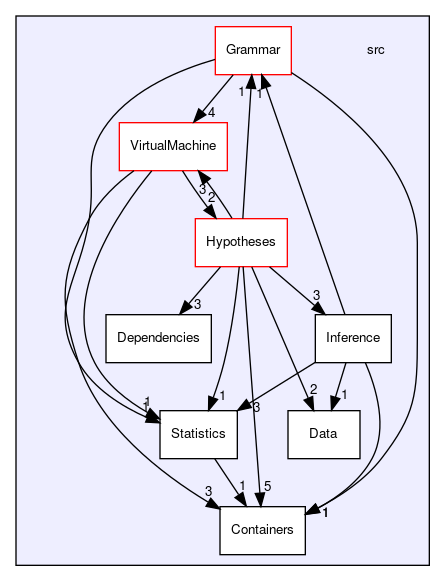 Grammar
src
1
1
4
VirtualMachine
3
2
Hypotheses
3
3
Dependencies
Inference
1
1
1
3
2
1
Statistics
Data
3
1
5
1
Containers